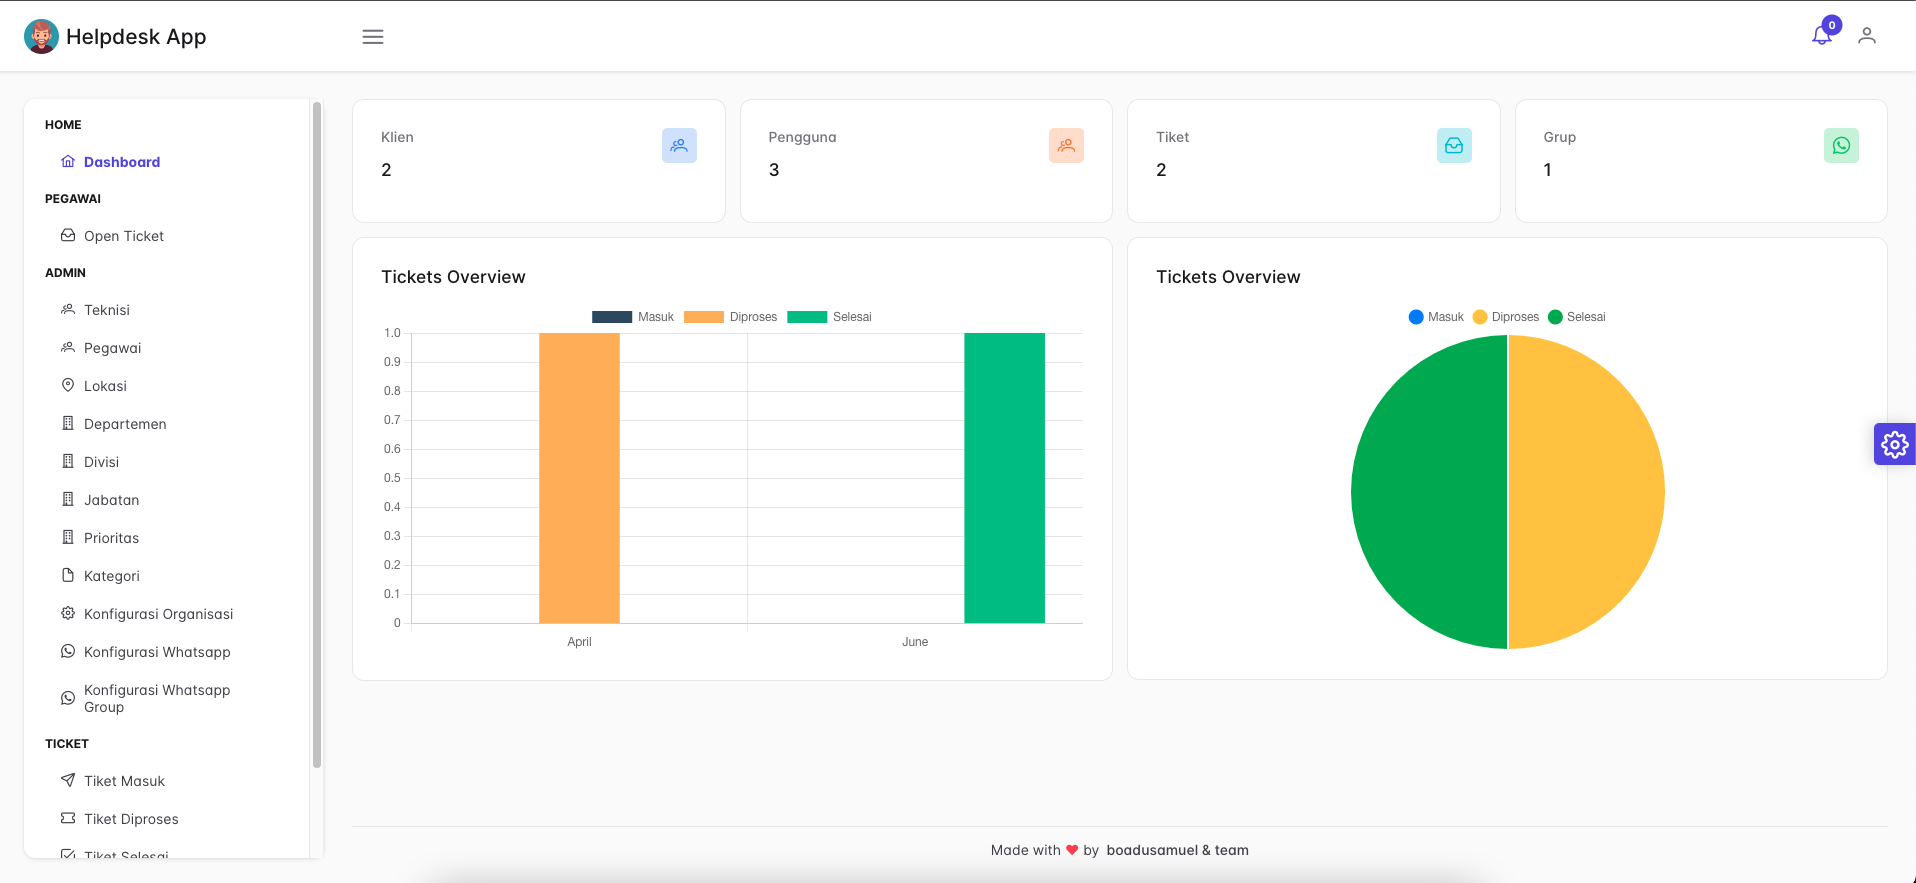 Helpdesk App
0
HOME
Dashboard
PEGAWAI
Open Ticket
ADMIN
Teknisi
Pegawai
Lokasi
Departemen
Divisi
Jabatan
Prioritas
Kategori
Konfigurasi Organisasi
Konfigurasi Whatsapp
Konfigurasi Whatsapp
Group
TICKET
Tiket Masuk
Tiket Diproses
Tiket Selesai
Klien
2
Pengguna
3
Tiket
2
Grup
1
Tickets Overview
Masuk Diproses Selesai
1.0
0.9
0.8
0.7
0.6
0.5
0.4
0.3
0.2
0.1
0
April June
Tickets Overview
Masuk Diproses Selesai
Made with by boadusamuel & team